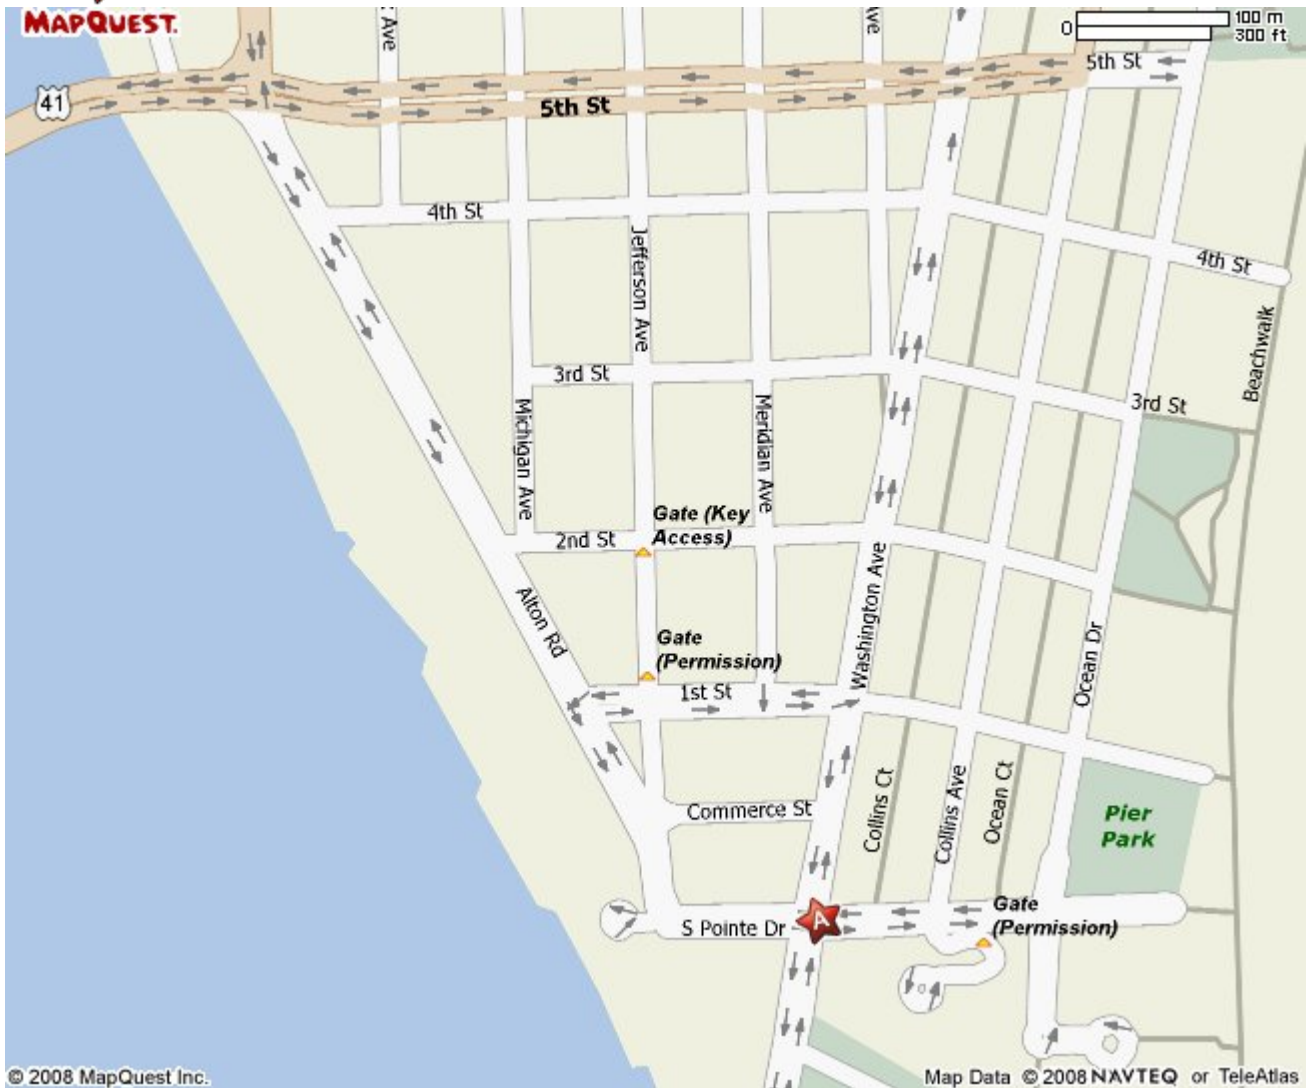 MAPQUEST.
Ave
Ave
0
100 m
300 ft
5th St
41
5th St
4th St
Jefferson Ave
4th St
Beachwalk
3rd St
Michigan Ave
Meridian Ave
3rd St
Gate (Key
Access)
2nd St
Alton Rd
Washington Ave
Ocean Dr
Gate
(Permission)
1st St
Commerce St
Collins Ct
Collins Ave
Ocean Ct
Pier
Park
A
S Pointe Dr
Gate
(Permission)
© 2008 MapQuest Inc.
Map Data © 2008 NAVTEQ or TeleAtlas